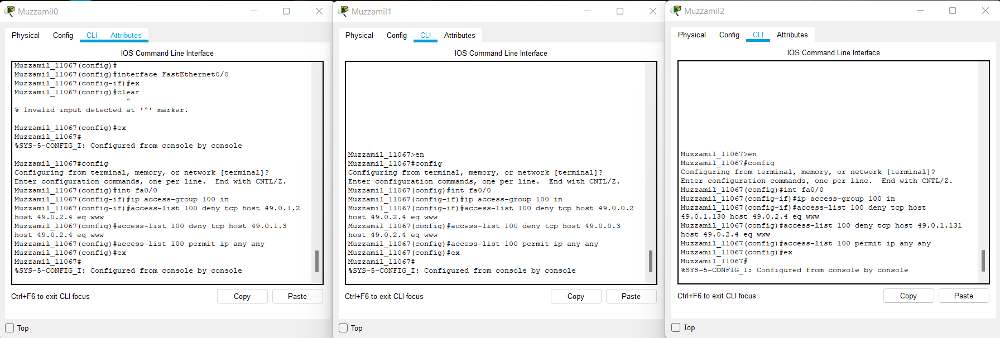 Muzzamil0
Physical Config CLI Attributes
IOS Command Line Interface
Muzzamil_11067(config)#
Muzzamil_11067(config)#interface FastEthernet0/0
Muzzamil_11067(config-if)#ex
Muzzamil_11067(config)#clear
^
% Invalid input detected at '^' marker.
Muzzamil_11067(config)#ex
Muzzamil_11067#
%SYS-5-CONFIG_I: Configured from console by console
Muzzamil_11067#config
Configuring from terminal, memory, or network [terminal]?
Enter configuration commands, one per line.  End with CNTL/Z.
Muzzamil_11067(config)#int fa0/0
Muzzamil_11067(config-if)#ip access-group 100 in
Muzzamil_11067(config-if)#access-list 100 deny tcp host 49.0.1.2
host 49.0.2.4 eq www
Muzzamil_11067(config)#access-list 100 deny tcp host 49.0.1.3
host 49.0.2.4 eq www
Muzzamil_11067(config)#access-list 100 permit ip any any
Muzzamil_11067(config)#ex
Muzzamil_11067#
%SYS-5-CONFIG_I: Configured from console by console
Ctrl+F6 to exit CLI focus
Copy Paste
Top
Muzzamil1
Physical Config CLI Attributes
IOS Command Line Interface
Muzzamil_11067>en
Muzzamil_11067#config
Configuring from terminal, memory, or network [terminal]?
Enter configuration commands, one per line.  End with CNTL/Z.
Muzzamil_11067(config)#int fa0/0
Muzzamil_11067(config-if)#ip access-group 100 in
Muzzamil_11067(config-if)#access-list 100 deny tcp host 49.0.0.2
host 49.0.2.4 eq www
Muzzamil_11067(config)#access-list 100 deny tcp host 49.0.0.3
host 49.0.2.4 eq www
Muzzamil_11067(config)#access-list 100 permit ip any any
Muzzamil_11067(config)#ex
Muzzamil_11067#
%SYS-5-CONFIG_I: Configured from console by console
Ctrl+F6 to exit CLI focus
Copy Paste
Top
Muzzamil2
Physical Config CLI Attributes
IOS Command Line Interface
Muzzamil_11067>en
Muzzamil_11067#config
Configuring from terminal, memory, or network [terminal]?
Enter configuration commands, one per line.  End with CNTL/Z.
Muzzamil_11067(config)#int fa0/0
Muzzamil_11067(config-if)#ip access-group 100 in
Muzzamil_11067(config-if)#access-list 100 deny tcp host
49.0.1.130 host 49.0.2.4 eq www
Muzzamil_11067(config)#access-list 100 deny tcp host 49.0.1.131
host 49.0.2.4 eq www
Muzzamil_11067(config)#access-list 100 permit ip any any
Muzzamil_11067(config)#ex
Muzzamil_11067#
%SYS-5-CONFIG_I: Configured from console by console
Ctrl+F6 to exit CLI focus
Copy Paste
Top